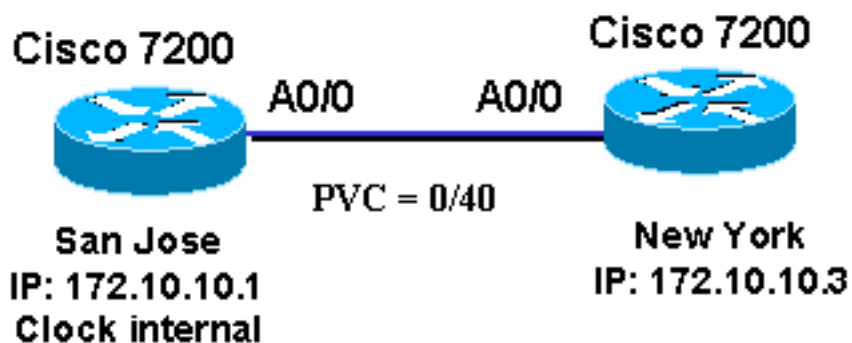 Cisco 7200
Cisco 7200
A0/0
A0/0
PVC = 0/40
San Jose
IP: 172.10.10.1
Clock internal
New York
IP: 172.10.10.3